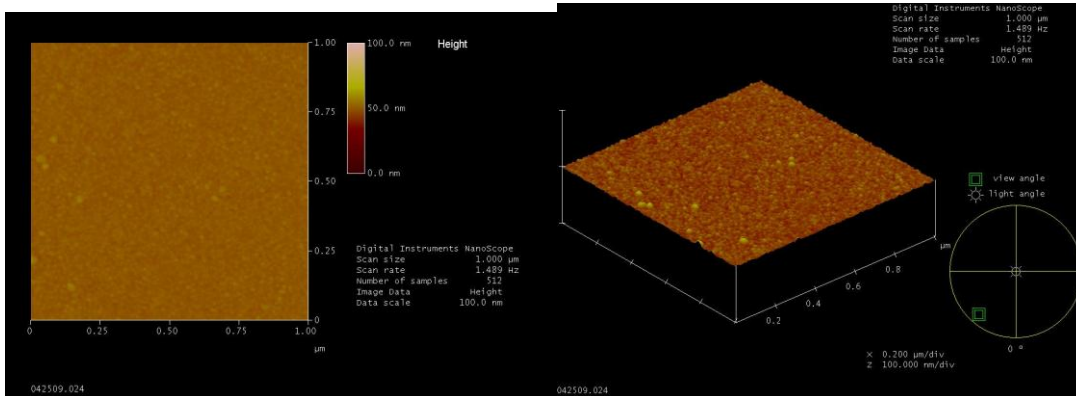 100.0 nm
Height
50.0 nm
0.0 nm
1.00
0.75
0.50
0.25
0
0
0.25
0.50
0.75
1.00
µm
Digital Instruments NanoScope
Scan size 1.000 µm
Scan rate 1.489 Hz
Number of samples 512
Image Data Height
Data scale 100.0 nm
042509.024
Digital Instruments NanoScope
Scan size 1.000 µm
Scan rate 1.489 Hz
Number of samples 512
Image Data Height
Data scale 100.0 nm
view angle
light angle
µm
0.8
0.6
0.4
0.2
0 °
X 0.200 µm/div
Z 100.000 nm/div
042509.024